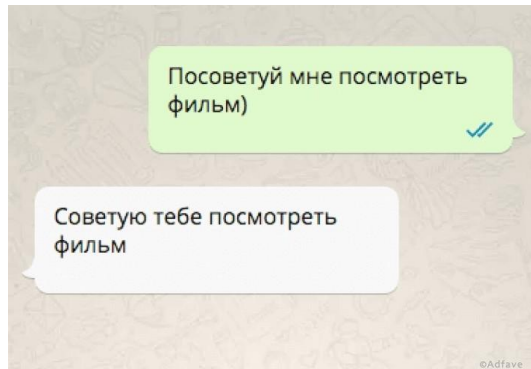 Посоветуй мне посмотреть
фильм)
Советую тебе посмотреть
фильм
©Adfave